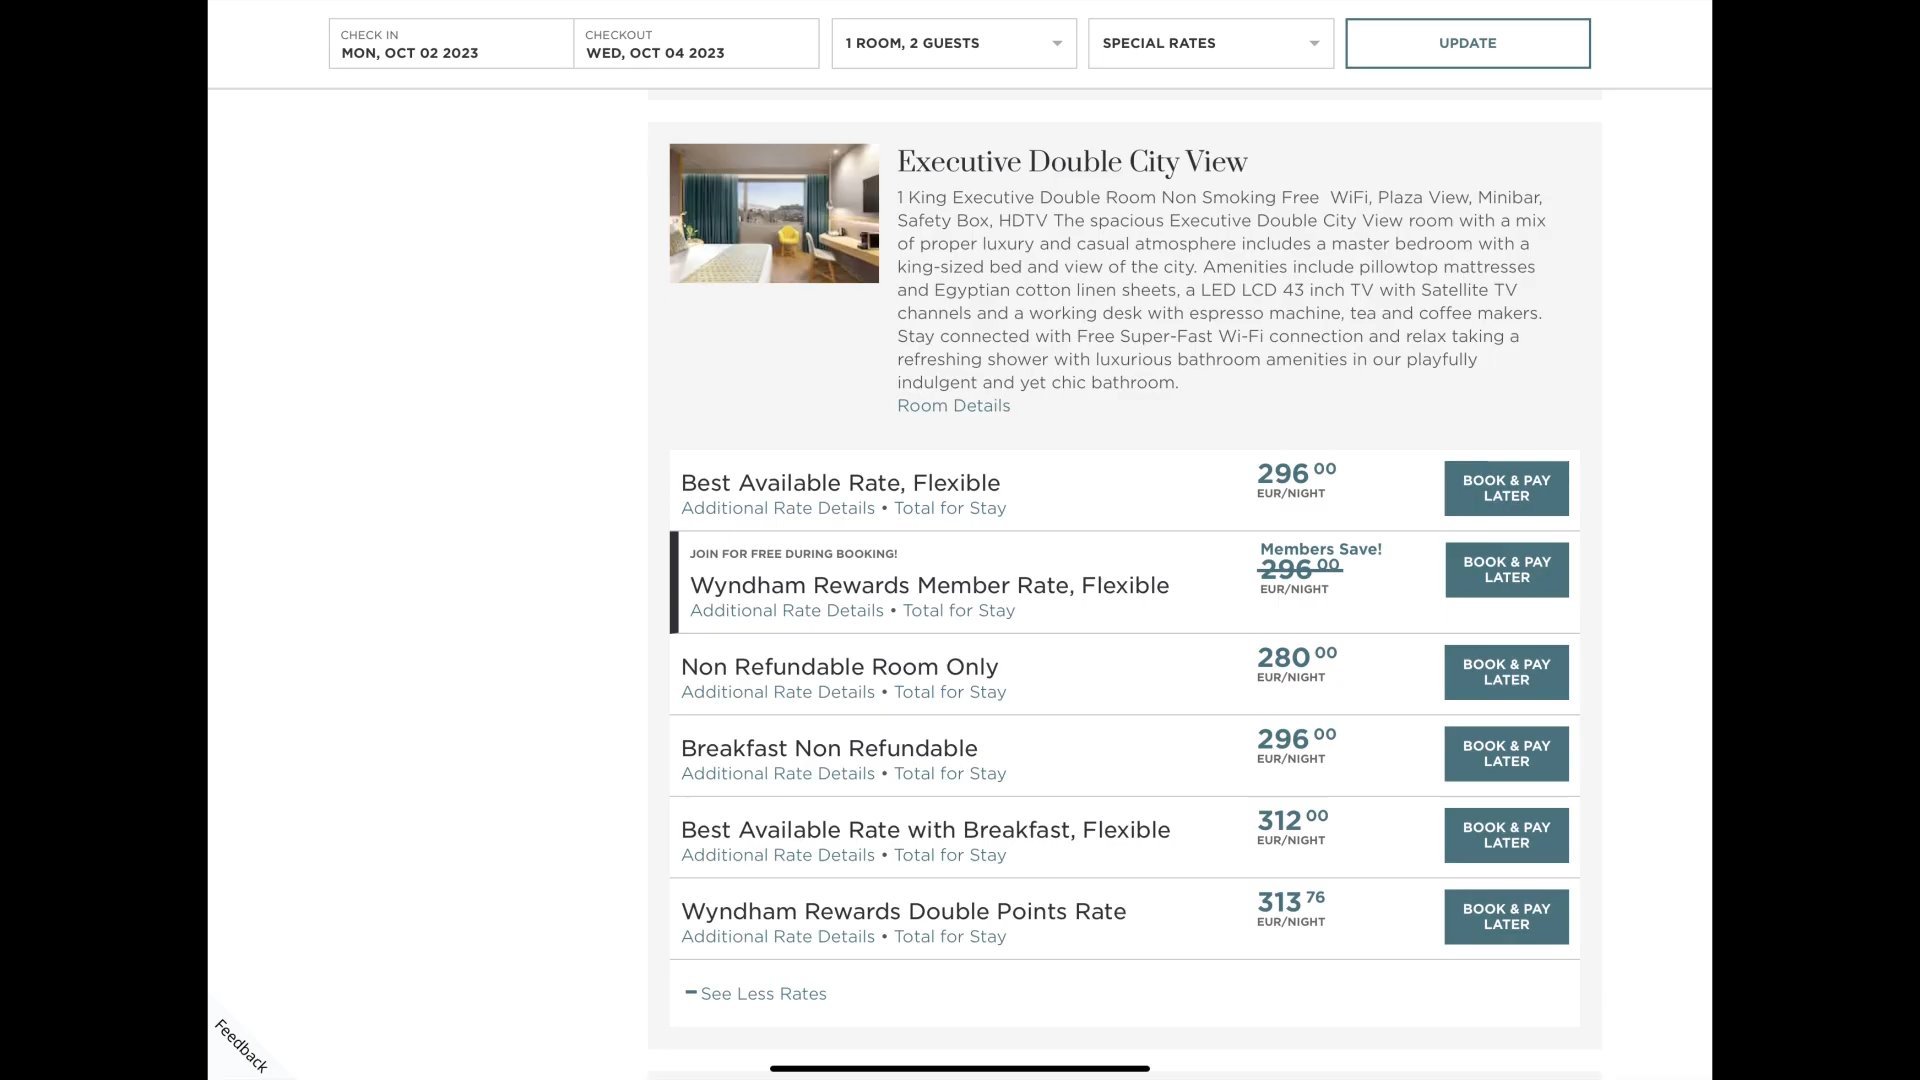 CHECK IN
MON, OCT 02 2023
CHECKOUT
WED, OCT 04 2023
1 ROOM, 2 GUESTS
SPECIAL RATES
UPDATE
Executive Double City View
1 King Executive Double Room Non Smoking Free WiFi, Plaza View, Minibar,
Safety Box, HDTV The spacious Executive Double City View room with a mix
of proper luxury and casual atmosphere includes a master bedroom with a
king-sized bed and view of the city. Amenities include pillowtop mattresses
and Egyptian cotton linen sheets, a LED LCD 43 inch TV with Satellite TV
channels and a working desk with espresso machine, tea and coffee makers.
Stay connected with Free Super-Fast Wi-Fi connection and relax taking a
refreshing shower with luxurious bathroom amenities in our playfully
indulgent and yet chic bathroom.
Room Details
Best Available Rate, Flexible
Additional Rate Details • Total for Stay
296 00
EUR/NIGHT
BOOK & PAY
LATER
JOIN FOR FREE DURING BOOKING!
Wyndham Rewards Member Rate, Flexible
Additional Rate Details • Total for Stay
Members Save!
296 00
EUR/NIGHT
BOOK & PAY
LATER
Non Refundable Room Only
Additional Rate Details • Total for Stay
280 00
EUR/NIGHT
BOOK & PAY
LATER
Breakfast Non Refundable
Additional Rate Details • Total for Stay
296 00
EUR/NIGHT
BOOK & PAY
LATER
Best Available Rate with Breakfast, Flexible
Additional Rate Details • Total for Stay
312 00
EUR/NIGHT
BOOK & PAY
LATER
Wyndham Rewards Double Points Rate
Additional Rate Details • Total for Stay
313 76
EUR/NIGHT
BOOK & PAY
LATER
See Less Rates
Feedback